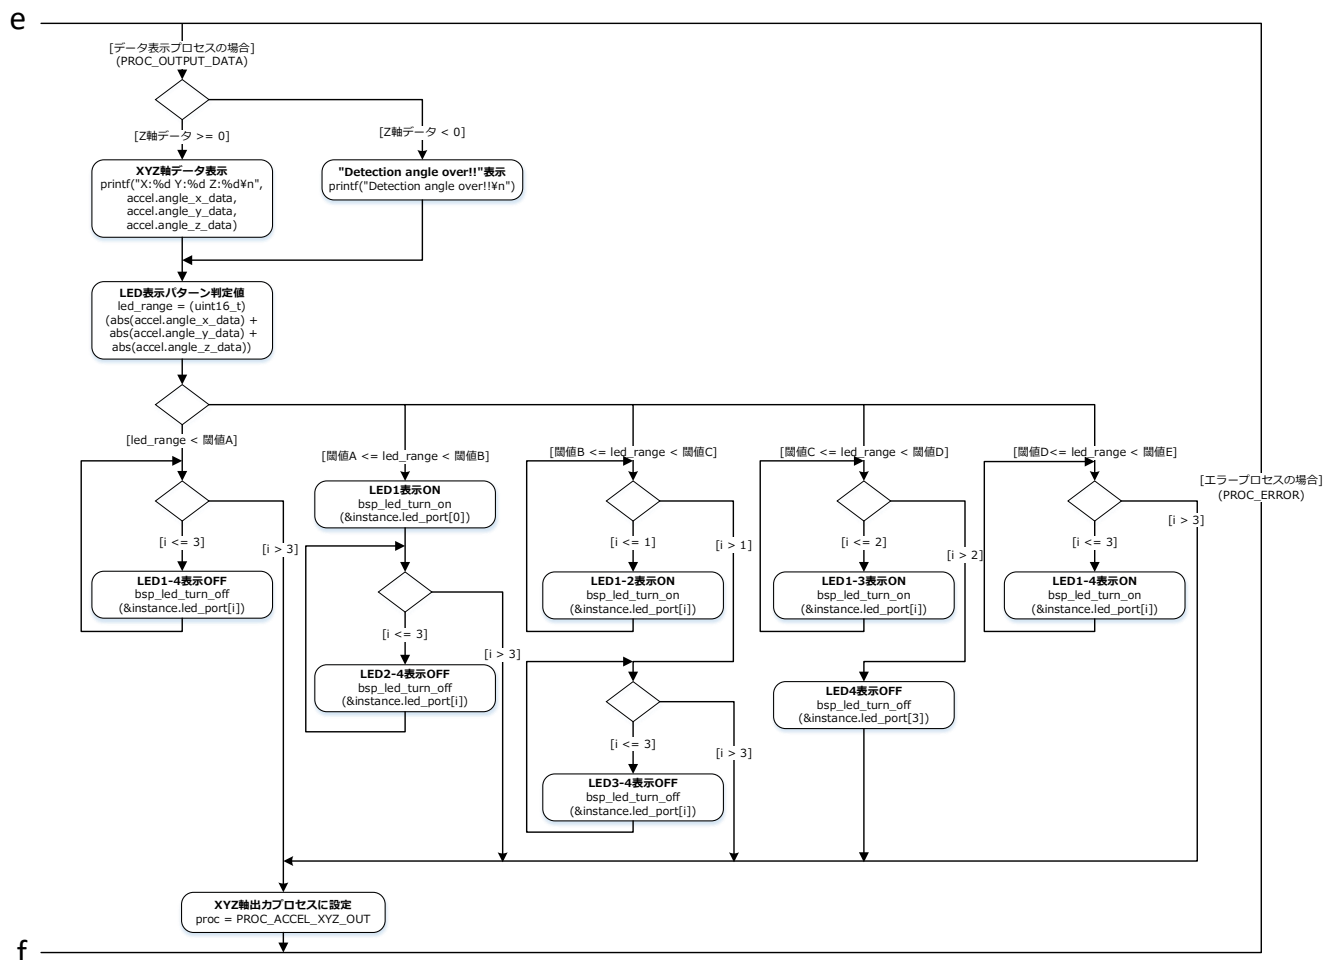 e
[データ表示プロセスの場合]
(PROC_OUTPUT_DATA)
[Z軸データ >= 0]
[Z軸データ < 0]
XYZ軸データ表示
printf("X:%d Y:%d Z:%d¥n",
accel.angle_x_data,
accel.angle_y_data,
accel.angle_z_data)
"Detection angle over!!"表示
printf("Detection angle over!!¥n")
LED表示パターン判定値
led_range = (uint16_t)
(abs(accel.angle_x_data) +
abs(accel.angle_y_data) +
abs(accel.angle_z_data))
[led_range < 閾値A]
[閾値A <= led_range < 閾値B]
[閾値B <= led_range < 閾値C]
[閾値C <= led_range < 閾値D]
[閾値D<= led_range < 閾値E]
[エラープロセスの場合]
(PROC_ERROR)
[i <= 3]
[i > 3]
LED1-4表示OFF
bsp_led_turn_off
(&instance.led_port[i])
LED1表示ON
bsp_led_turn_on
(&instance.led_port[0])
[i <= 3]
[i > 3]
LED2-4表示OFF
bsp_led_turn_off
(&instance.led_port[i])
[i <= 1]
[i > 1]
LED1-2表示ON
bsp_led_turn_on
(&instance.led_port[i])
[i <= 3]
[i > 3]
LED3-4表示OFF
bsp_led_turn_off
(&instance.led_port[i])
[i <= 2]
[i > 2]
LED1-3表示ON
bsp_led_turn_on
(&instance.led_port[i])
LED4表示OFF
bsp_led_turn_off
(&instance.led_port[3])
[i <= 3]
[i > 3]
LED1-4表示ON
bsp_led_turn_on
(&instance.led_port[i])
XYZ軸出力プロセスに設定
proc = PROC_ACCEL_XYZ_OUT
f